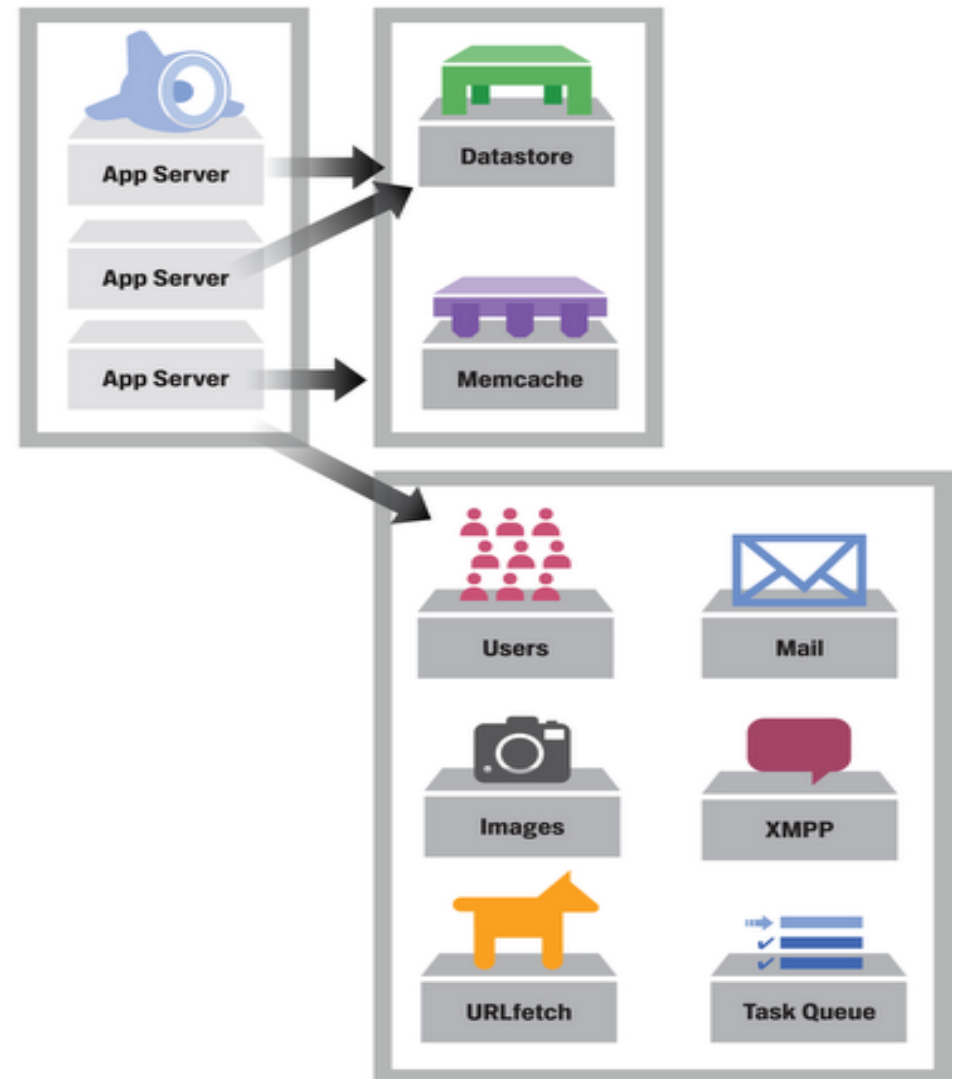 App Server
App Server
App Server
Datastore
Memcache
Users
Mail
Images
XMPP
URLfetch
Task Queue